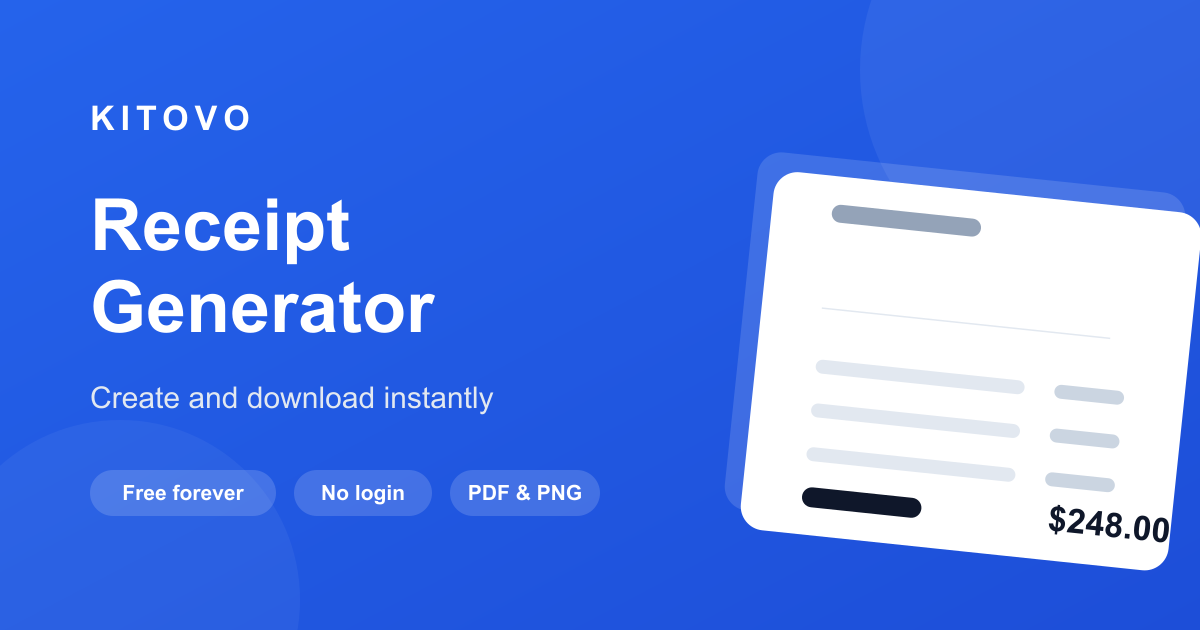 KITOVO
Receipt
Generator
Create and download instantly
Free forever
No login
PDF & PNG
$248.00